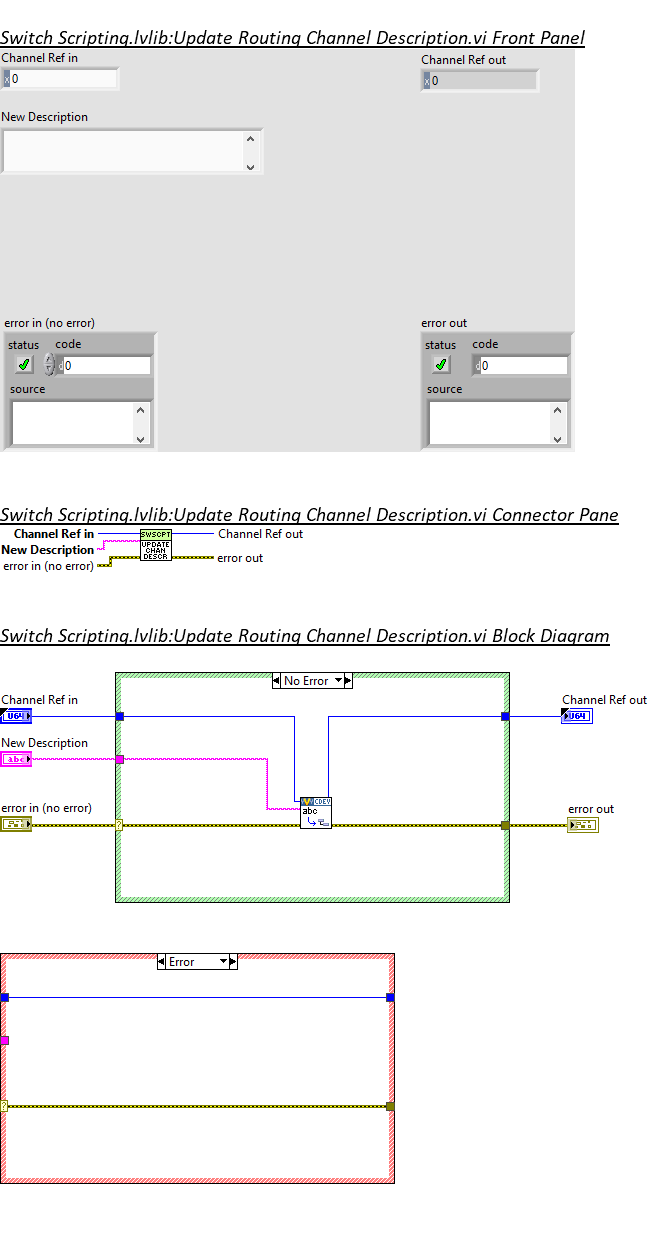 Switch Scripting.lvlib:Update Routing Channel Description.vi Front Panel
Channel Ref in
Channel Ref out
x 0
x 0
New Description
error in (no error)
error out
status code
status code
d 0
d 0
source
source
Switch Scripting.lvlib:Update Routing Channel Description.vi Connector Pane
Channel Ref in
SWSCPT
Channel Ref out
New Description
UPDATE
CHAN
DESCR
error in (no error)
error out
Switch Scripting.lvlib:Update Routing Channel Description.vi Block Diagram
No Error
Channel Ref in
Channel Ref out
U64
U64
New Description
abc
CDEV
abc
error in (no error)
error out
?
Error
?